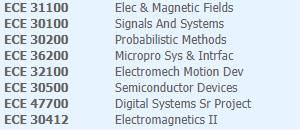 ECE 31100 Elec & Magnetic Fields
ECE 30100 Signals And Systems
ECE 30200 Probabilistic Methods
ECE 36200 Micropro Sys & Intrfac
ECE 32100 Electromech Motion Dev
ECE 30500 Semiconductor Devices
ECE 47700 Digital Systems Sr Project
ECE 30412 Electromagnetics II